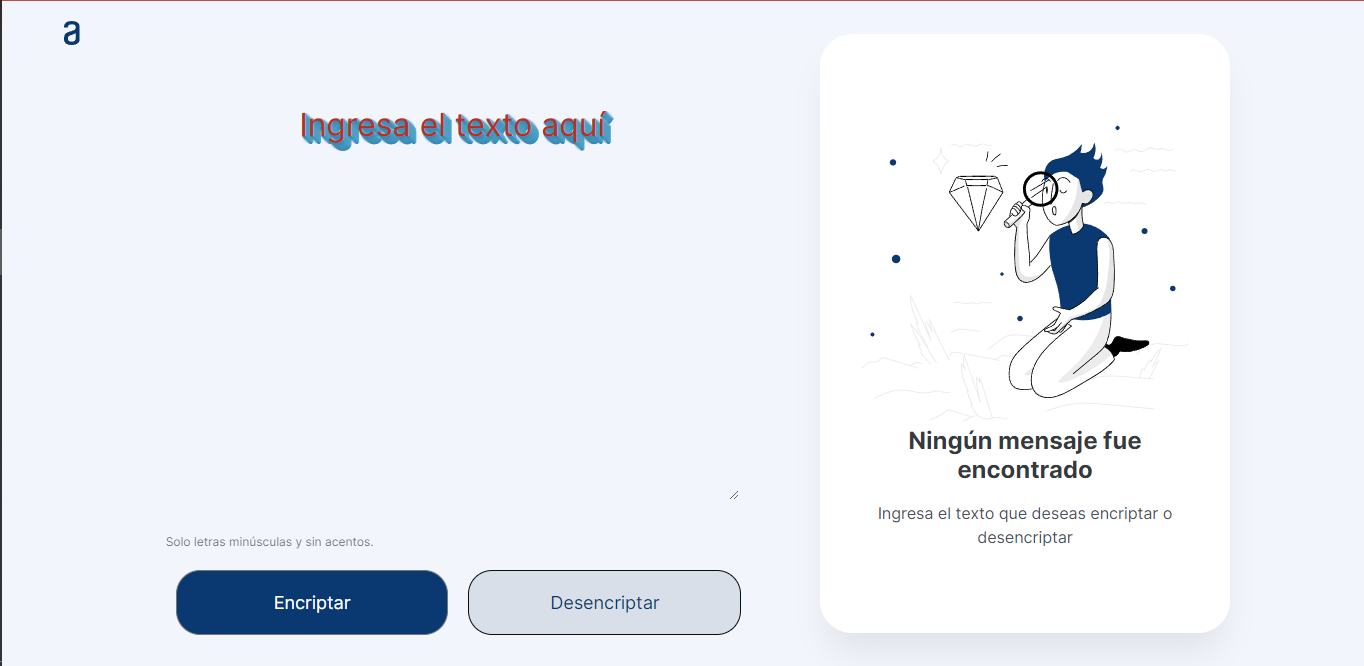 a
Ingresa el texto aquí
Solo letras minúsculas y sin acentos.
Encriptar
Desencriptar
Ningún mensaje fue
encontrado
Ingresa el texto que deseas encriptar o
desencriptar